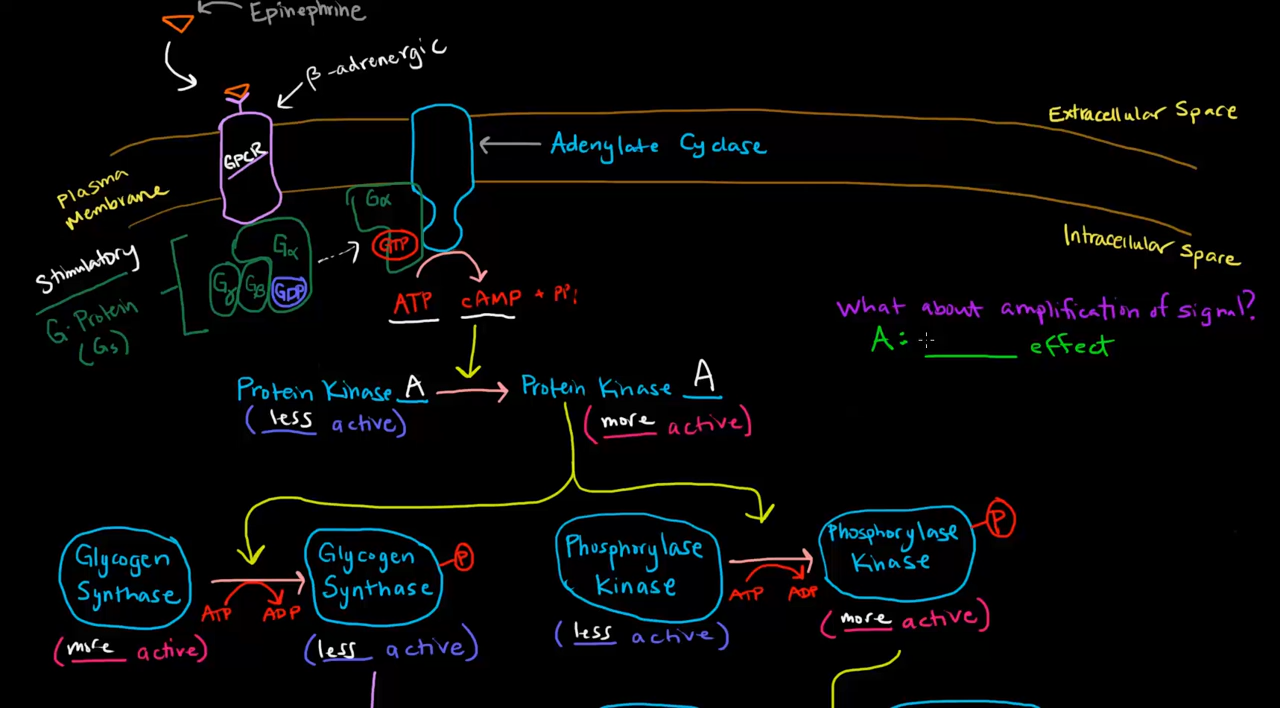 Epinephrine
β-adrenergic
GPCR
Adenylate Cyclase
Extracellular Space
Plasma
Membrane
Intracellular Space
Stimulatory
G-Protein
(Gs)
Gα
Gγ
Gβ
GDP
Gα
GTP
ATP
cAMP + PPi
What about amplification of signal?
A: ______ effect
Protein Kinase A
(less active)
Protein Kinase A
(more active)
Glycogen
Synthase
(more active)
ATP
ADP
Glycogen
Synthase
P
(less active)
Phosphorylase
Kinase
(less active)
ATP
ADP
Phosphorylase
Kinase
P
(more active)